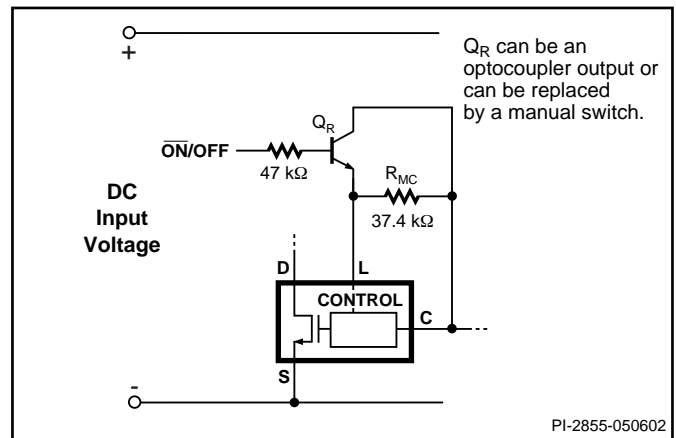 +
Q_R can be an
optocoupler output or
can be replaced
by a manual switch.
Q_R
ON/OFF
47 kΩ
R_MC
37.4 kΩ
DC
Input
Voltage
D
L
CONTROL
C
S
-
PI-2855-050602